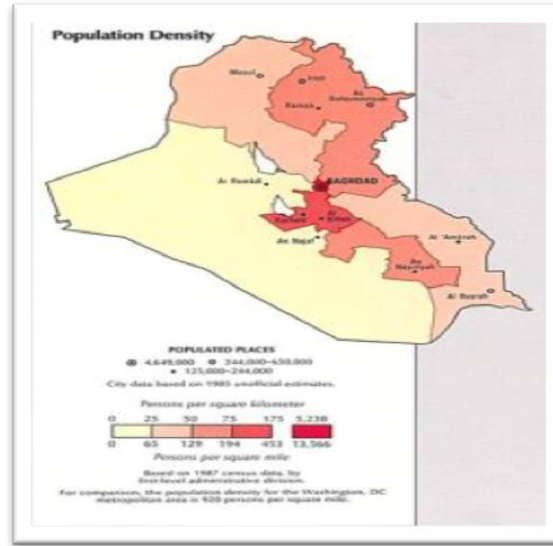 Population Density
Mosul
Irbil
As
Sulaymaniyah
Kirkuk
BAGHDAD
Ar Ramadi
Karbala
Al
Hillah
An Najaf
Al 'Amarah
An
Nasiriyah
Al Basrah
POPULATED PLACES
4,649,000 244,000–650,000
125,000–244,000
City data based on 1985 unofficial estimates.
Persons per square kilometer
0 25 50 75 175 5,238
0 65 129 194 453 13,566
Persons per square mile
Based on 1987 census data, by
first-level administrative division.
For comparison, the population density for the Washington, DC
metropolitan area is 920 persons per square mile.